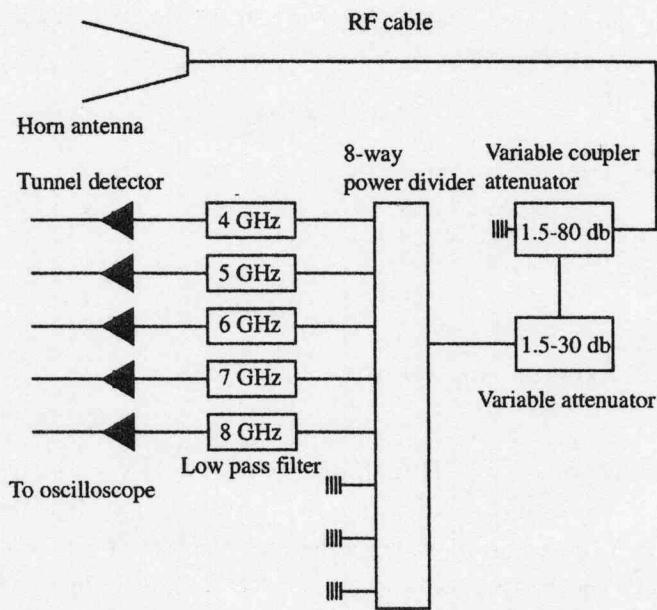 RF cable
Horn antenna
8-way
power divider
Variable coupler
attenuator
Tunnel detector
4 GHz
1.5-80 db
5 GHz
6 GHz
1.5-30 db
7 GHz
Variable attenuator
8 GHz
Low pass filter
To oscilloscope